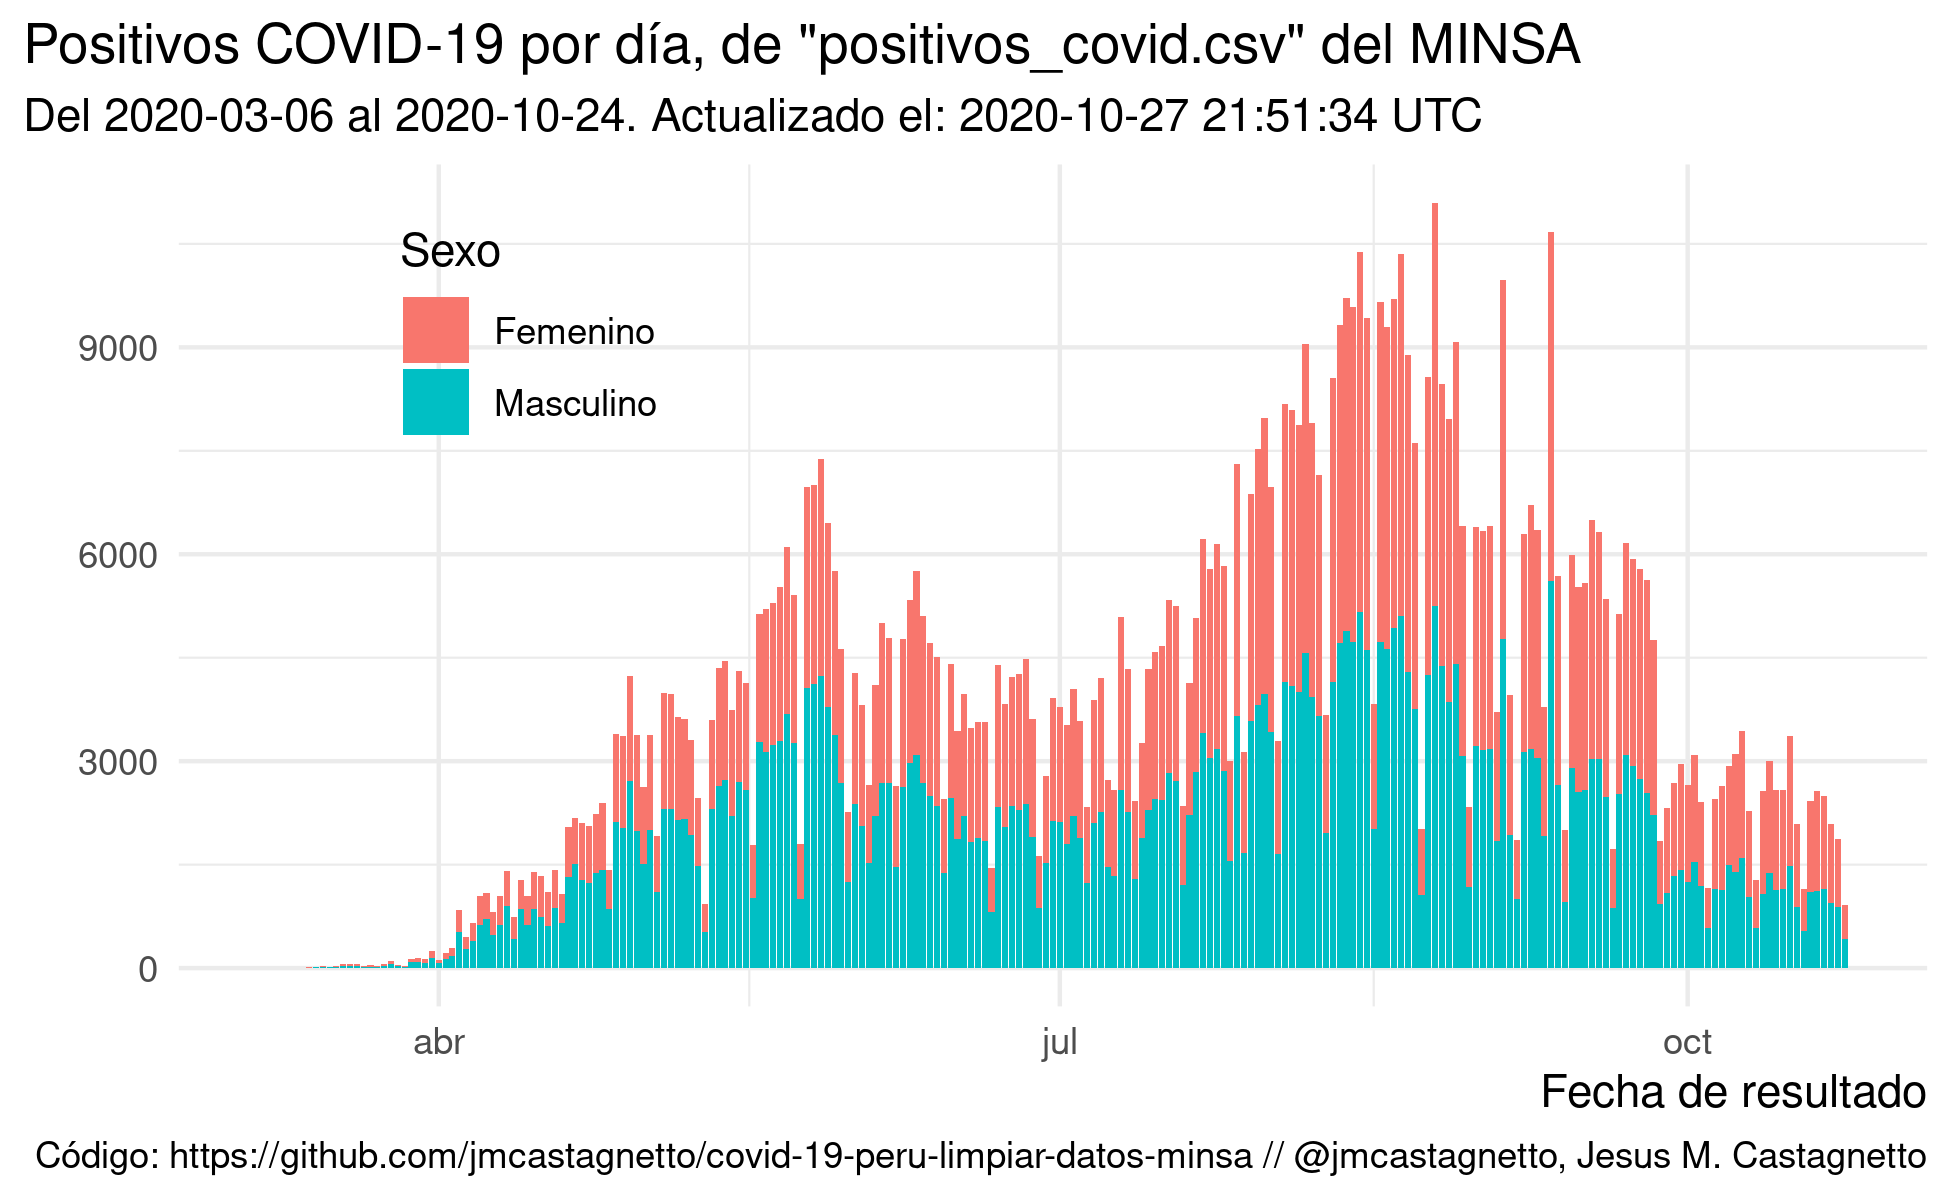 Positivos COVID-19 por día, de "positivos_covid.csv" del MINSA
Del 2020-03-06 al 2020-10-24. Actualizado el: 2020-10-27 21:51:34 UTC
Sexo
Femenino
Masculino
9000
6000
3000
0
abr jul oct
Fecha de resultado
Código: https://github.com/jmcastagnetto/covid-19-peru-limpiar-datos-minsa // @jmcastagnetto, Jesus M. Castagnetto